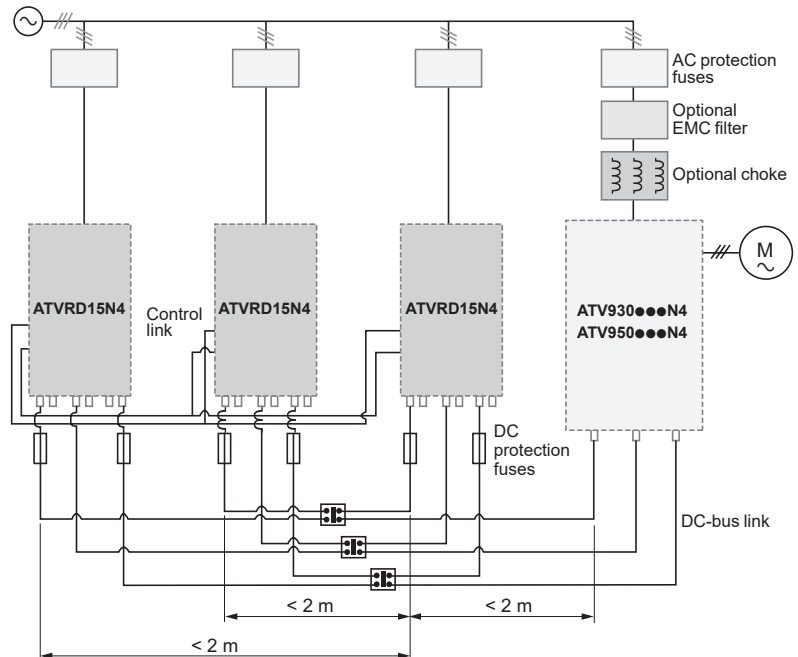 AC protection
fuses
Optional
EMC filter
Optional choke
M
ATVRD15N4
Control
link
ATVRD15N4
ATVRD15N4
ATV930●●●N4
ATV950●●●N4
DC
protection
fuses
DC-bus link
< 2 m
< 2 m
< 2 m